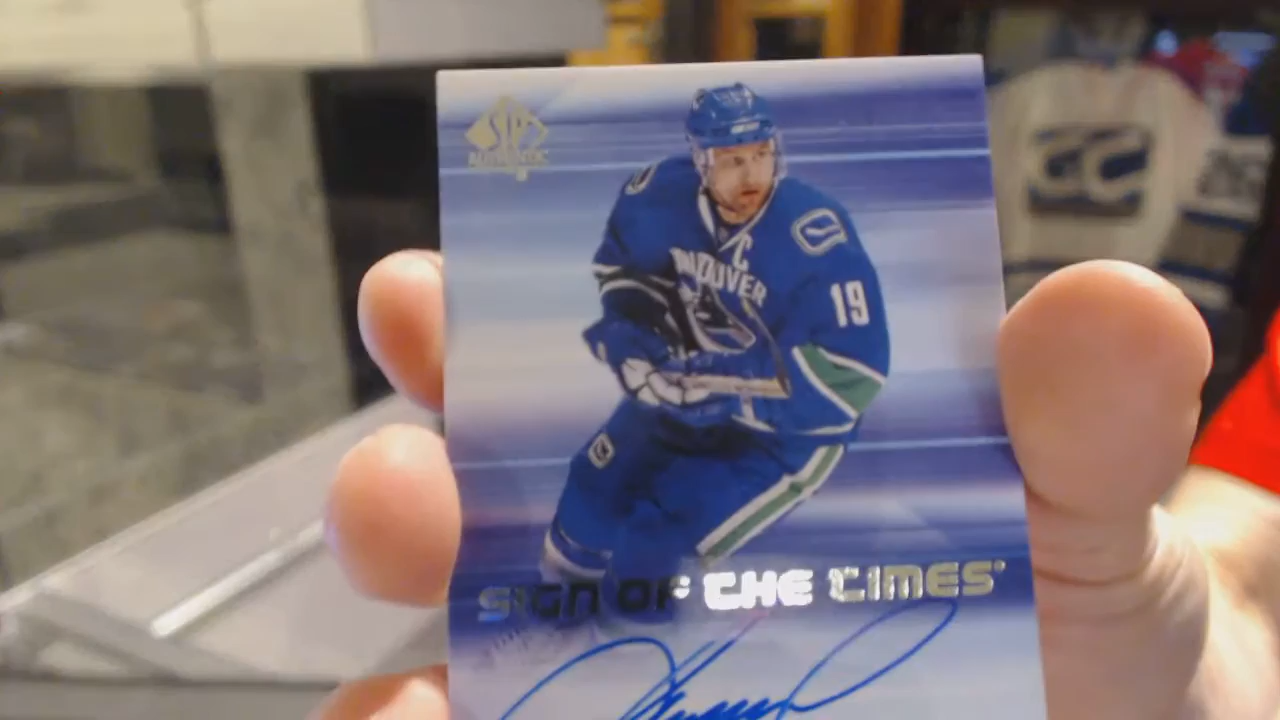 SP
AUTHENTIC
C
VANCOUVER
19
SIGN OF THE TIMES